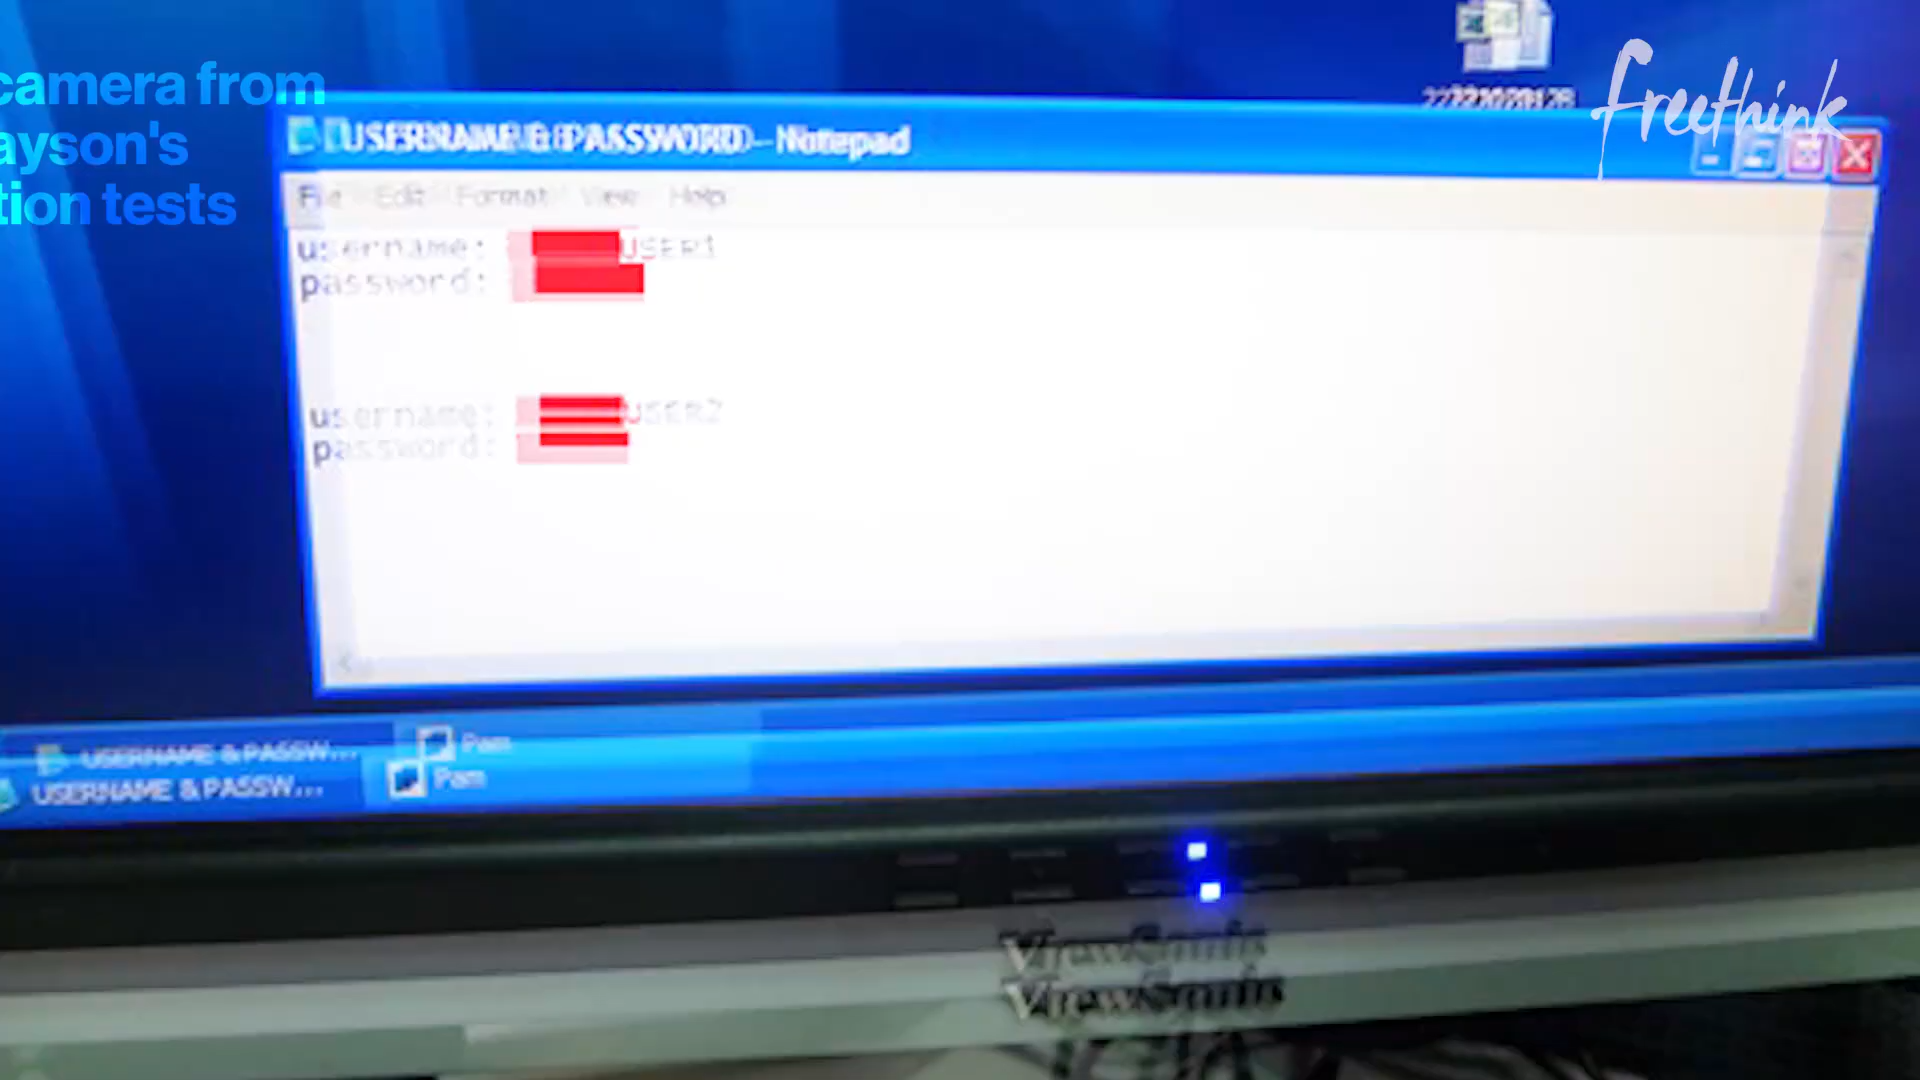 camera from
ayson's
tion tests
freethink
USERNAME & PASSWORD - Notepad
File Edit Format View Help
username: USER1
password:
username: USER2
password:
USERNAME & PASSW... Pam
USERNAME & PASSW... Pam
ViewSonic
ViewSonic